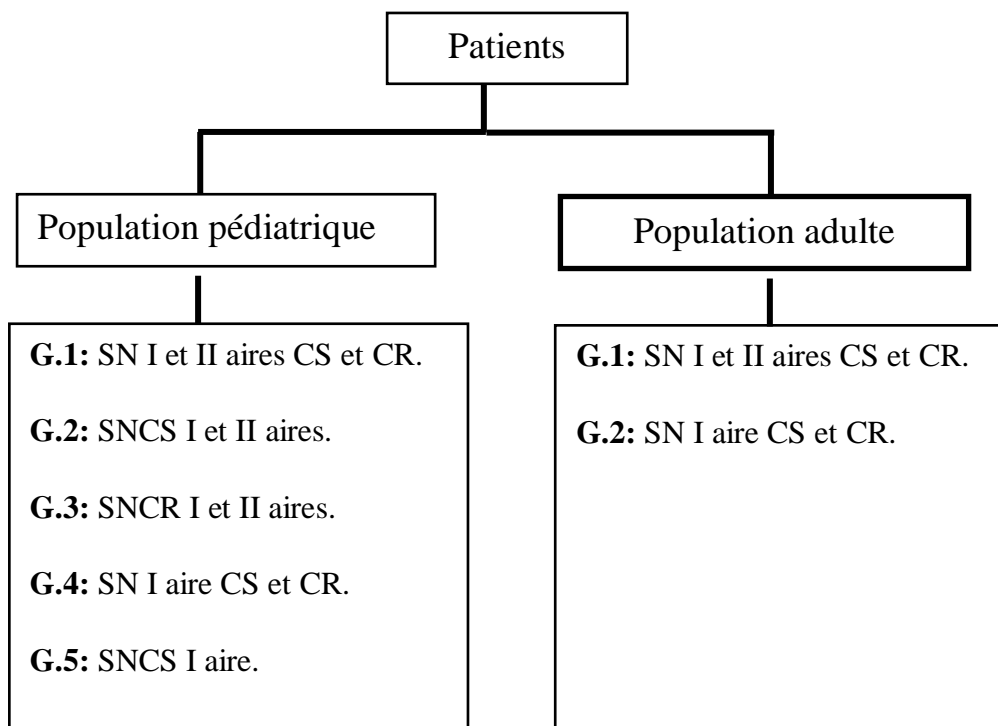 Patients
Population pédiatrique
Population adulte
G.1: SN I et II aires CS et CR.
G.2: SNCS I et II aires.
G.3: SNCR I et II aires.
G.4: SN I aire CS et CR.
G.5: SNCS I aire.
G.1: SN I et II aires CS et CR.
G.2: SN I aire CS et CR.